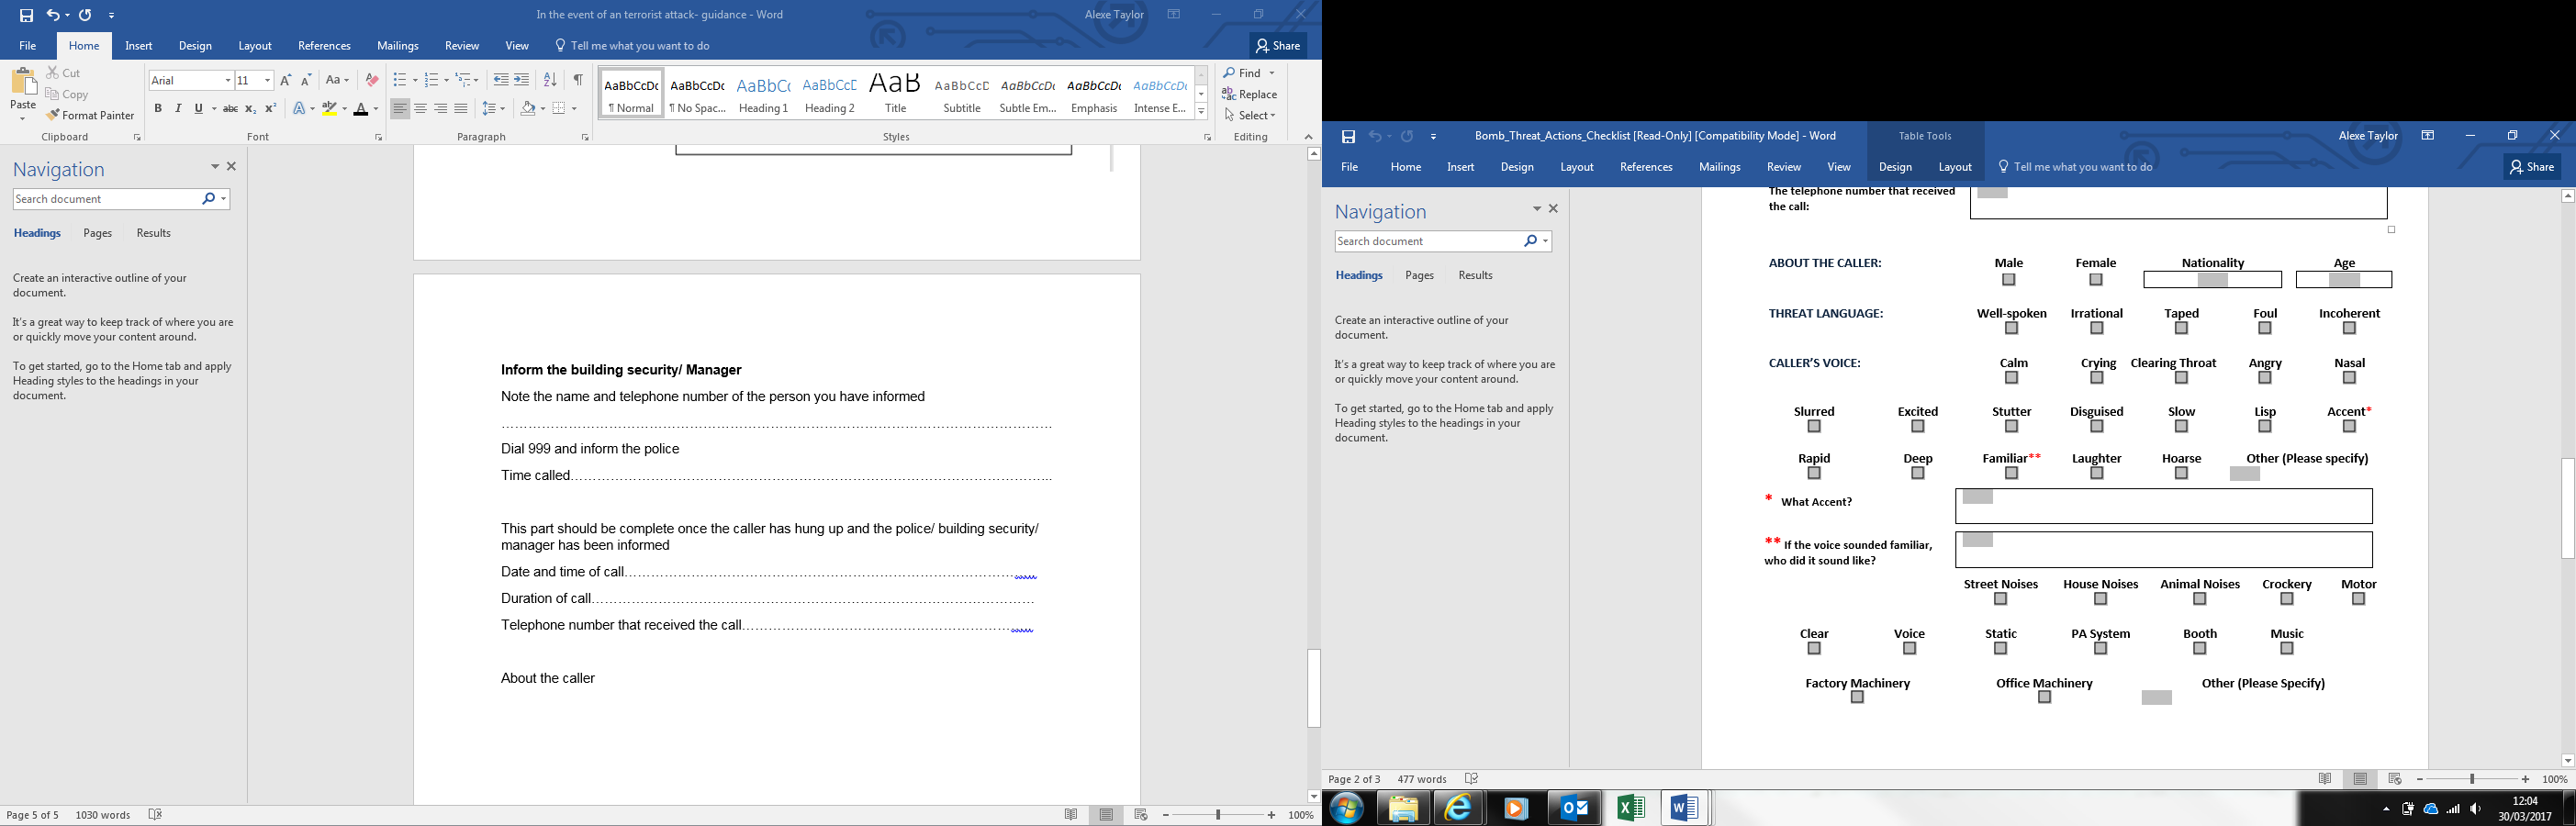 In the event of an terrorist attack- guidance - Word
Alexe Taylor
File Home Insert Design Layout References Mailings Review View Tell me what you want to do
Share
Paste
Cut
Copy
Format Painter
Clipboard
Arial 11
Font
Paragraph
AaBbCcDc AaBbCcDc AaBbCc AaBbCcC AaB AaBbCcD AaBbCcDc AaBbCcDc AaBbCcDc
¶ Normal ¶ No Spac... Heading 1 Heading 2 Title Subtitle Subtle Em... Emphasis Intense E...
Styles
Find
Replace
Select
Editing
Navigation
Search document
Headings Pages Results
Create an interactive outline of your
document.
It's a great way to keep track of where you are
or quickly move your content around.
To get started, go to the Home tab and apply
Heading styles to the headings in your
document.
Inform the building security/ Manager
Note the name and telephone number of the person you have informed
……………………………………………………………………………………………………………
Dial 999 and inform the police
Time called……………………………………………………………………………………………..
This part should be complete once the caller has hung up and the police/ building security/
manager has been informed
Date and time of call…………………………………………………………………………………
Duration of call………………………………………………………………………………………
Telephone number that received the call…………………………………………………………
About the caller
Page 5 of 5 1030 words
100%
Bomb_Threat_Actions_Checklist [Read-Only] [Compatibility Mode] - Word
Table Tools
Alexe Taylor
File Home Insert Design Layout References Mailings Review View Design Layout Tell me what you want to do
Share
Navigation
Search document
Headings Pages Results
Create an interactive outline of your
document.
It's a great way to keep track of where you are
or quickly move your content around.
To get started, go to the Home tab and apply
Heading styles to the headings in your
document.
The telephone number that received
the call:
ABOUT THE CALLER: Male Female Nationality Age
THREAT LANGUAGE: Well-spoken Irrational Taped Foul Incoherent
CALLER'S VOICE: Calm Crying Clearing Throat Angry Nasal
Slurred Excited Stutter Disguised Slow Lisp Accent*
Rapid Deep Familiar** Laughter Hoarse Other (Please specify)
* What Accent?
** If the voice sounded familiar,
who did it sound like?
Street Noises House Noises Animal Noises Crockery Motor
Clear Voice Static PA System Booth Music
Factory Machinery Office Machinery Other (Please Specify)
Page 2 of 3 477 words
100%
12:04
30/03/2017